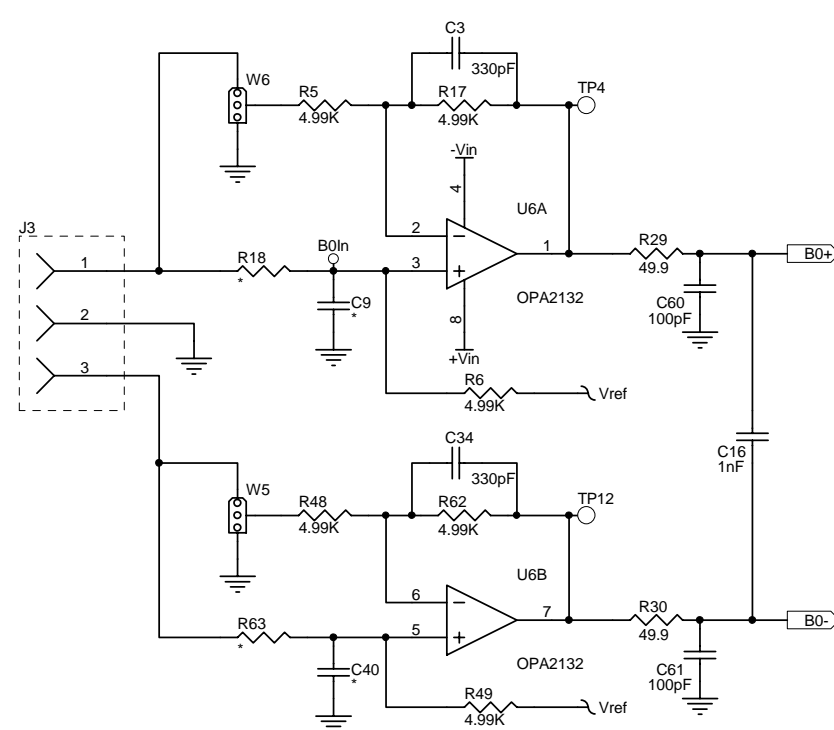 C3
330pF
W6
R5
4.99K
R17
4.99K
TP4
-Vin
4
U6A
J3
1
R18
*
B0In
2
3
1
R29
49.9
B0+
C9
*
OPA2132
C60
100pF
2
8
+Vin
3
R6
4.99K
Vref
C34
330pF
C16
1nF
W5
R48
4.99K
R62
4.99K
TP12
U6B
6
5
7
R63
*
R30
49.9
B0-
C40
*
OPA2132
C61
100pF
R49
4.99K
Vref